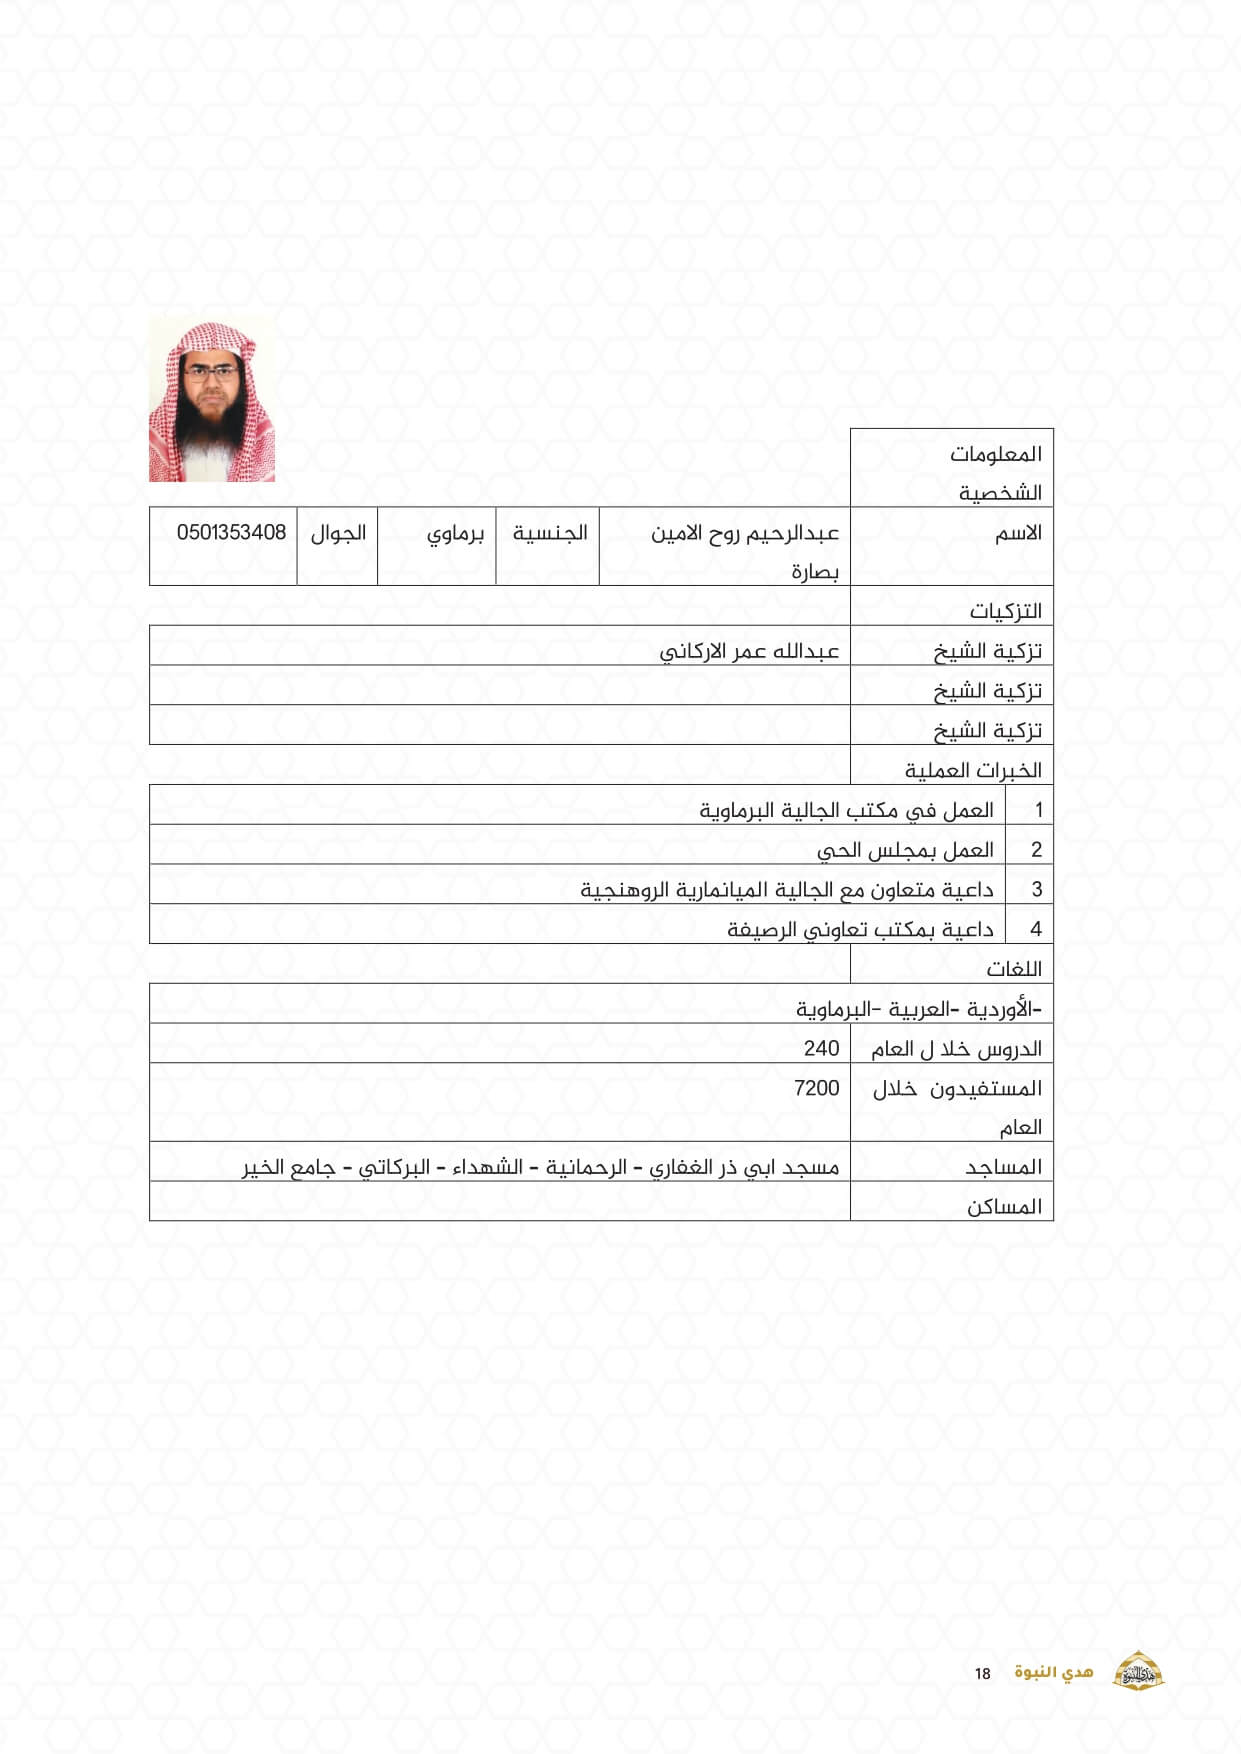 المعلومات
الشخصية
الاسم عبدالرحيم روح الامين الجنسية برماوي الجوال 0501353408
بصارة
التزكيات
تزكية الشيخ عبدالله عمر الاركاني
تزكية الشيخ
تزكية الشيخ
الخبرات العملية
1 العمل في مكتب الجالية البرماوية
2 العمل بمجلس الحي
3 داعية متعاون مع الجالية الميانمارية الروهنجية
4 داعية بمكتب تعاوني الرصيفة
اللغات
-الأوردية -العربية -البرماوية
الدروس خلا ل العام 240
المستفيدون خلال 7200
العام
المساجد مسجد ابي ذر الغفاري - الرحمانية - الشهداء - البركاتي - جامع الخير
المساكن
هدي النبوة 18
هدي النبوة